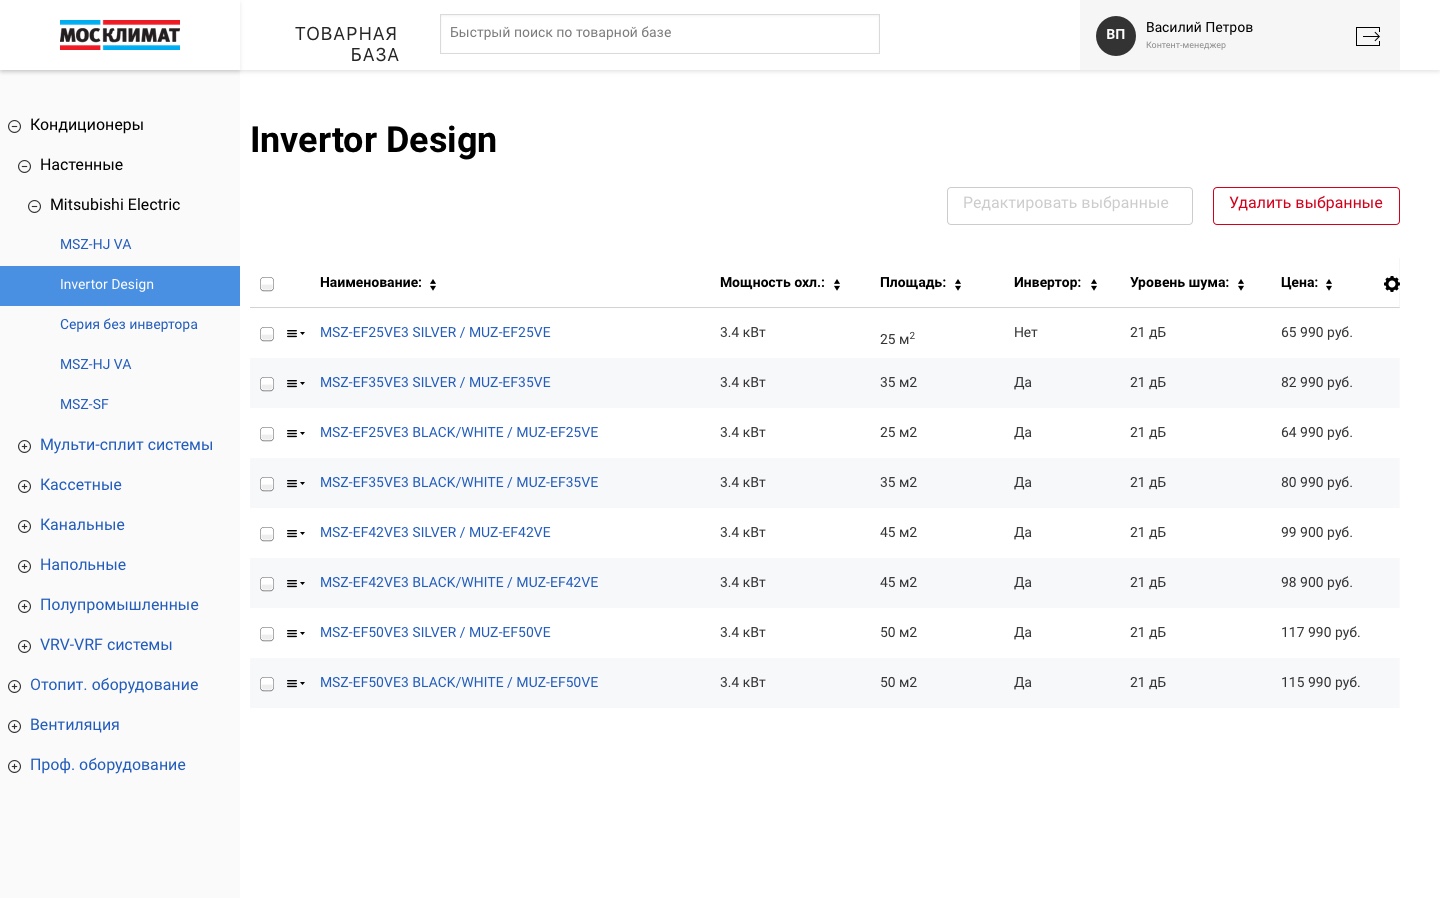 МОСКЛИМАТ
ТОВАРНАЯ
БАЗА
Быстрый поиск по товарной базе
ВП
Василий Петров
Контент-менеджер
Кондиционеры
Настенные
Mitsubishi Electric
MSZ-HJ VA
Invertor Design
Серия без инвертора
MSZ-HJ VA
MSZ-SF
Мульти-сплит системы
Кассетные
Канальные
Напольные
Полупромышленные
VRV-VRF системы
Отопит. оборудование
Вентиляция
Проф. оборудование
Invertor Design
Редактировать выбранные Удалить выбранные
Наименование: Мощность охл.: Площадь: Инвертор: Уровень шума: Цена:
MSZ-EF25VE3 SILVER / MUZ-EF25VE 3.4 кВт 25 м² Нет 21 дБ 65 990 руб.
MSZ-EF35VE3 SILVER / MUZ-EF35VE 3.4 кВт 35 м2 Да 21 дБ 82 990 руб.
MSZ-EF25VE3 BLACK/WHITE / MUZ-EF25VE 3.4 кВт 25 м2 Да 21 дБ 64 990 руб.
MSZ-EF35VE3 BLACK/WHITE / MUZ-EF35VE 3.4 кВт 35 м2 Да 21 дБ 80 990 руб.
MSZ-EF42VE3 SILVER / MUZ-EF42VE 3.4 кВт 45 м2 Да 21 дБ 99 900 руб.
MSZ-EF42VE3 BLACK/WHITE / MUZ-EF42VE 3.4 кВт 45 м2 Да 21 дБ 98 900 руб.
MSZ-EF50VE3 SILVER / MUZ-EF50VE 3.4 кВт 50 м2 Да 21 дБ 117 990 руб.
MSZ-EF50VE3 BLACK/WHITE / MUZ-EF50VE 3.4 кВт 50 м2 Да 21 дБ 115 990 руб.